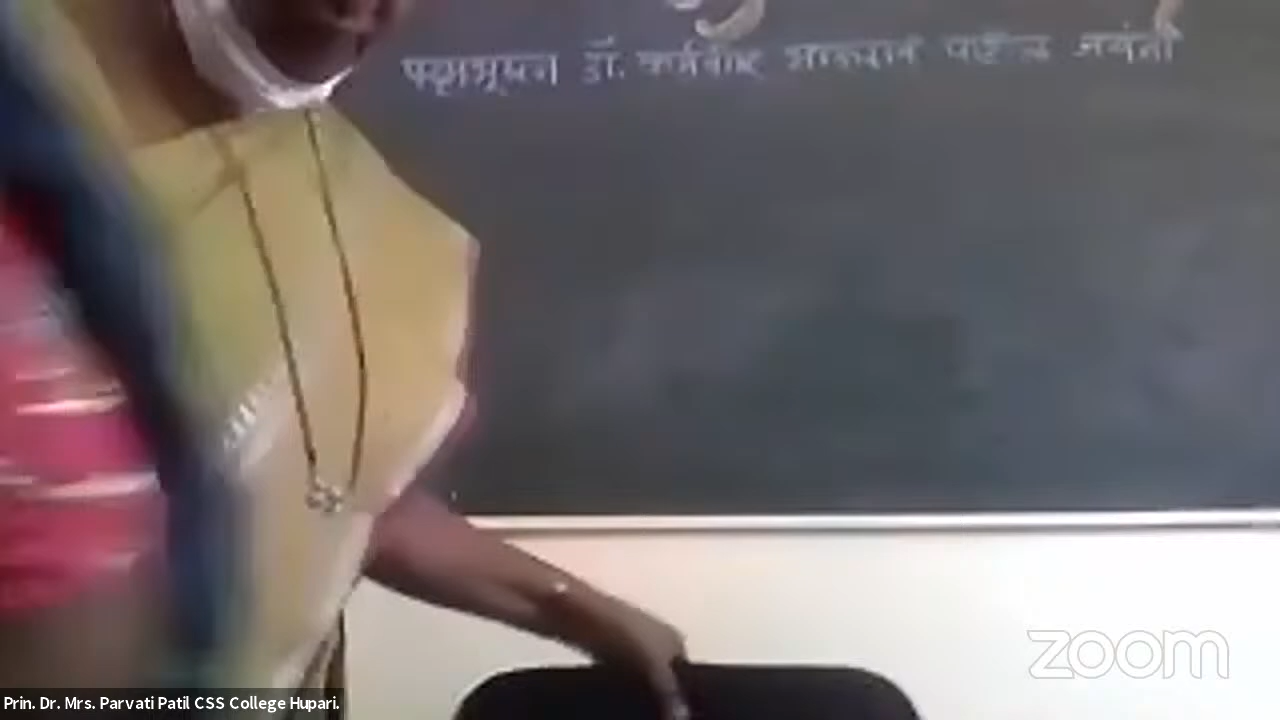 पद्मभूषण डॉ. कर्मवीर भाऊराव पाटील जयंती
zoom
Prin. Dr. Mrs. Parvati Patil CSS College Hupari.